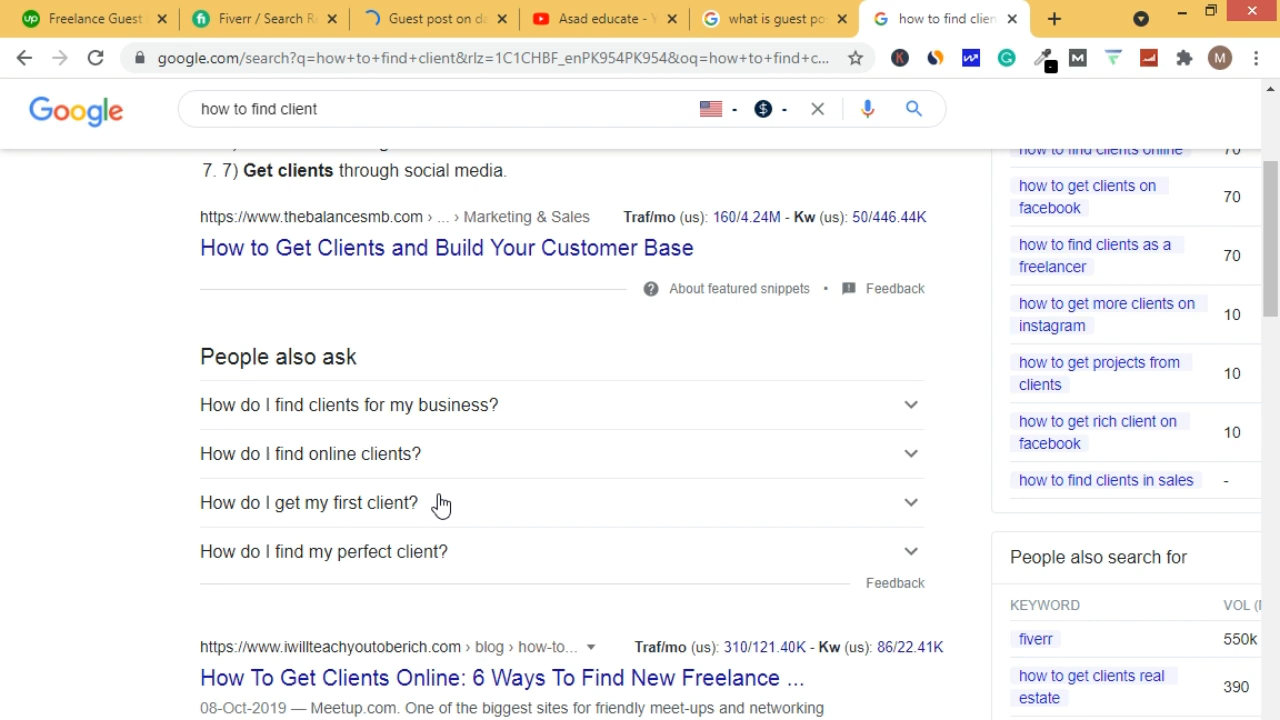 Freelance Guest
Fiverr / Search Re
Guest post on da
Asad educate - Y
what is guest po
how to find clien
google.com/search?q=how+to+find+client&rlz=1C1CHBF_enPK954PK954&oq=how+to+find+c...
M
Google
how to find client
7. 7) Get clients through social media.
https://www.thebalancesmb.com › ... › Marketing & Sales Traf/mo (us): 160/4.24M - Kw (us): 50/446.44K
How to Get Clients and Build Your Customer Base
About featured snippets • Feedback
People also ask
How do I find clients for my business?
How do I find online clients?
How do I get my first client?
How do I find my perfect client?
Feedback
https://www.iwillteachyoutoberich.com › blog › how-to... Traf/mo (us): 310/121.40K - Kw (us): 86/22.41K
How To Get Clients Online: 6 Ways To Find New Freelance ...
08-Oct-2019 — Meetup.com. One of the biggest sites for friendly meet-ups and networking
how to find clients online 70
how to get clients on
facebook 70
how to find clients as a
freelancer 70
how to get more clients on
instagram 10
how to get projects from
clients 10
how to get rich client on
facebook 10
how to find clients in sales -
People also search for
KEYWORD VOL (
fiverr 550k
how to get clients real
estate 390